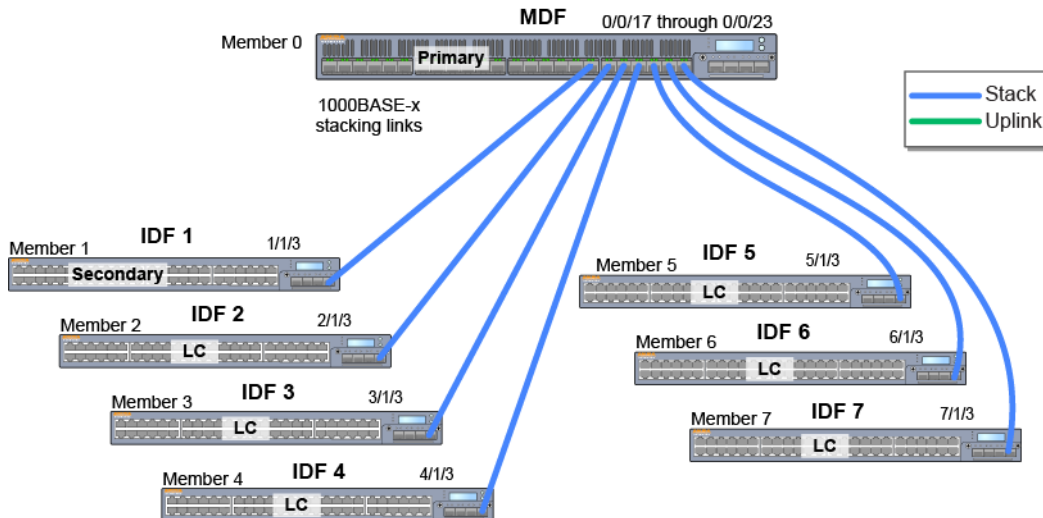 MDF
0/0/17 through 0/0/23
Member 0
Primary
1000BASE-x
stacking links
Stack
Uplink
IDF 1
Member 1
1/1/3
Secondary
IDF 2
Member 2
2/1/3
LC
IDF 3
Member 3
3/1/3
LC
IDF 4
Member 4
4/1/3
LC
IDF 5
Member 5
5/1/3
LC
IDF 6
Member 6
6/1/3
LC
IDF 7
Member 7
7/1/3
LC